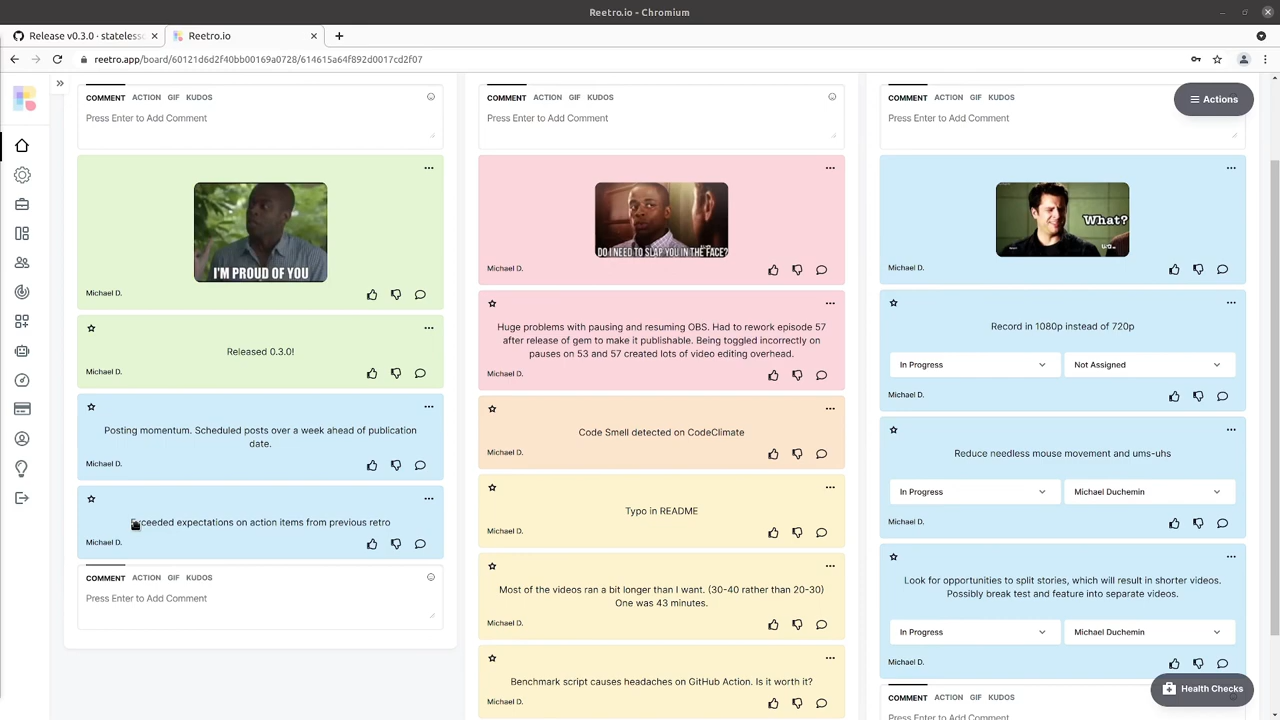 Reetro.io - Chromium
Release v0.3.0 · stateless
Reetro.io
reetro.app/board/60121d6d2f40bb00169a0728/614615a64f892d0017cd2f07
Actions
COMMENT ACTION GIF KUDOS
Press Enter to Add Comment
I'M PROUD OF YOU
Michael D.
Released 0.3.0!
Michael D.
Posting momentum. Scheduled posts over a week ahead of publication
date.
Michael D.
Exceeded expectations on action items from previous retro
Michael D.
COMMENT ACTION GIF KUDOS
Press Enter to Add Comment
COMMENT ACTION GIF KUDOS
Press Enter to Add Comment
DO I NEED TO SLAP YOU IN THE FACE?
Michael D.
Huge problems with pausing and resuming OBS. Had to rework episode 57
after release of gem to make it publishable. Being toggled incorrectly on
pauses on 53 and 57 created lots of video editing overhead.
Michael D.
Code Smell detected on CodeClimate
Michael D.
Typo in README
Michael D.
Most of the videos ran a bit longer than I want. (30-40 rather than 20-30)
One was 43 minutes.
Michael D.
Benchmark script causes headaches on GitHub Action. Is it worth it?
Michael D.
COMMENT ACTION GIF KUDOS
Press Enter to Add Comment
What?
Michael D.
Record in 1080p instead of 720p
In Progress Not Assigned
Michael D.
Reduce needless mouse movement and ums-uhs
In Progress Michael Duchemin
Michael D.
Look for opportunities to split stories, which will result in shorter videos.
Possibly break test and feature into separate videos.
In Progress Michael Duchemin
Michael D.
Health Checks
COMMENT ACTION GIF KUDOS
Press Enter to Add Comment